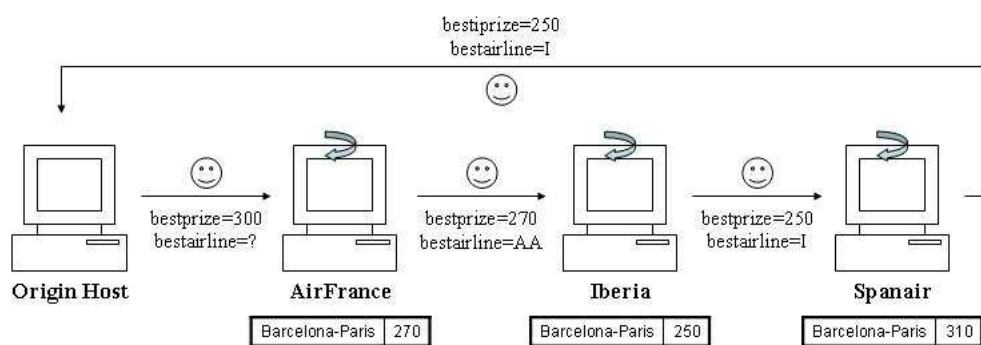 bestiprize=250
bestairline=I
bestprize=300
bestairline=?
bestprize=270
bestairline=AA
bestprize=250
bestairline=I
Origin Host
AirFrance
Iberia
Spanair
Barcelona-Paris 270
Barcelona-Paris 250
Barcelona-Paris 310